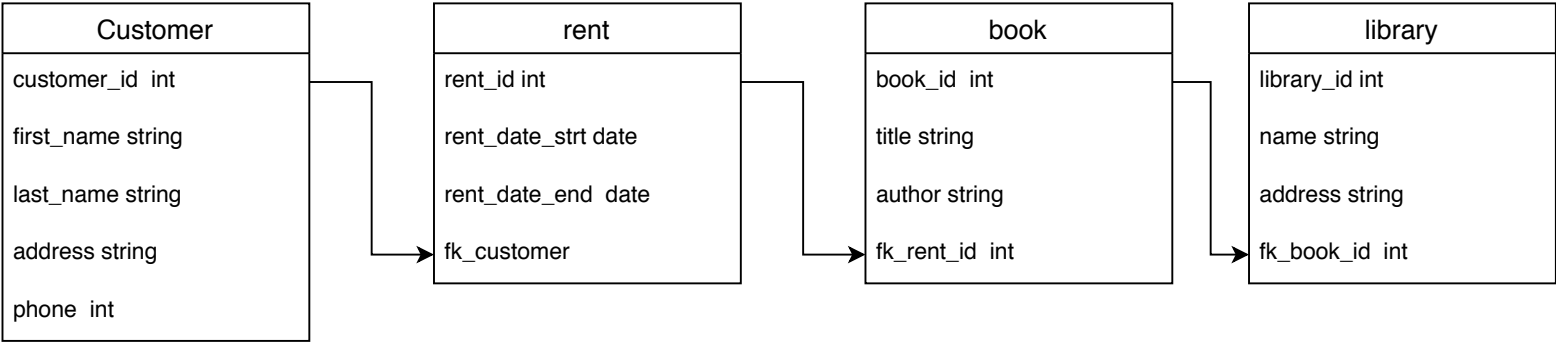 Customer
customer_id int
first_name string
last_name string
address string
phone int
rent
rent_id int
rent_date_strt date
rent_date_end date
fk_customer
book
book_id int
title string
author string
fk_rent_id int
library
library_id int
name string
address string
fk_book_id int